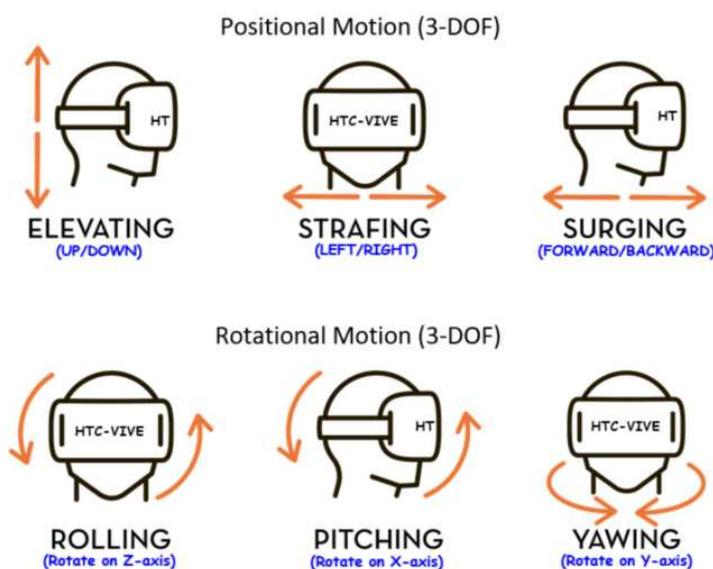 Positional Motion (3-DOF)
HT
HTC-VIVE
HT
ELEVATING
STRAFING
SURGING
(UP/DOWN)
(LEFT/RIGHT)
(FORWARD/BACKWARD)
Rotational Motion (3-DOF)
HTC-VIVE
HT
HTC-VIVE
ROLLING
PITCHING
YAWING
(Rotate on Z-axis)
(Rotate on X-axis)
(Rotate on Y-axis)